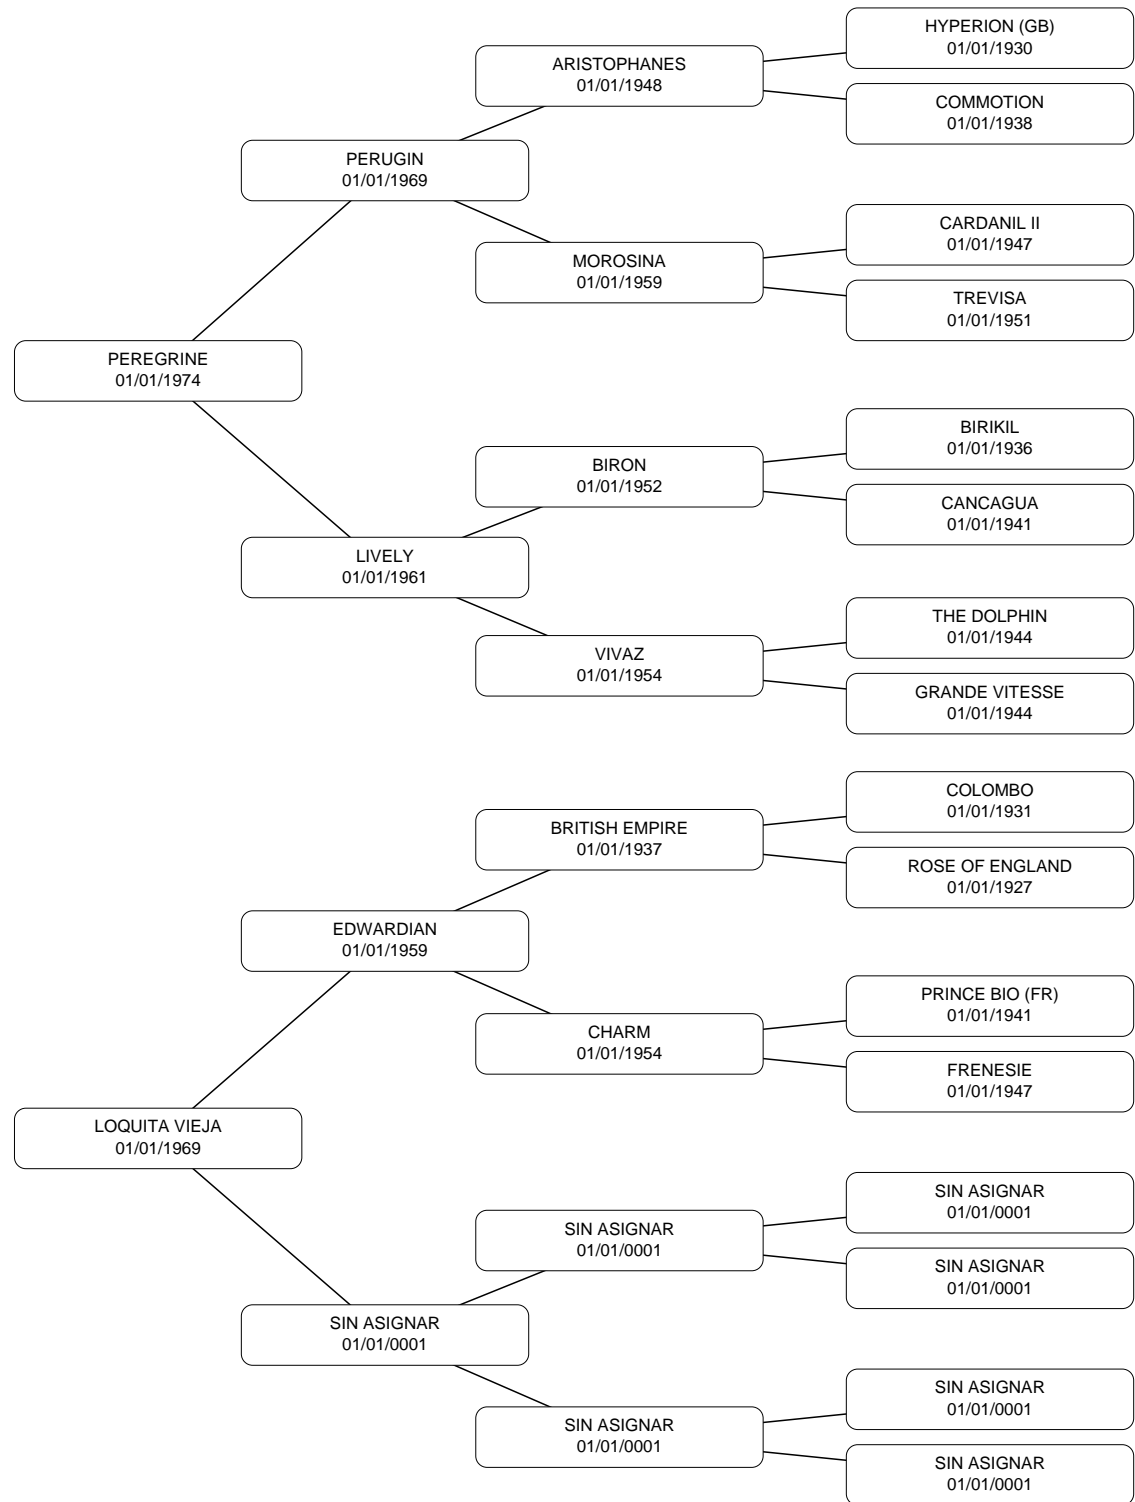 HYPERION (GB)
01/01/1930
ARISTOPHANES
01/01/1948
COMMOTION
01/01/1938
PERUGIN
01/01/1969
CARDANIL II
01/01/1947
MOROSINA
01/01/1959
TREVISA
01/01/1951
PEREGRINE
01/01/1974
BIRIKIL
01/01/1936
BIRON
01/01/1952
CANCAGUA
01/01/1941
LIVELY
01/01/1961
THE DOLPHIN
01/01/1944
VIVAZ
01/01/1954
GRANDE VITESSE
01/01/1944
COLOMBO
01/01/1931
BRITISH EMPIRE
01/01/1937
ROSE OF ENGLAND
01/01/1927
EDWARDIAN
01/01/1959
PRINCE BIO (FR)
01/01/1941
CHARM
01/01/1954
FRENESIE
01/01/1947
LOQUITA VIEJA
01/01/1969
SIN ASIGNAR
01/01/0001
SIN ASIGNAR
01/01/0001
SIN ASIGNAR
01/01/0001
SIN ASIGNAR
01/01/0001
SIN ASIGNAR
01/01/0001
SIN ASIGNAR
01/01/0001
SIN ASIGNAR
01/01/0001